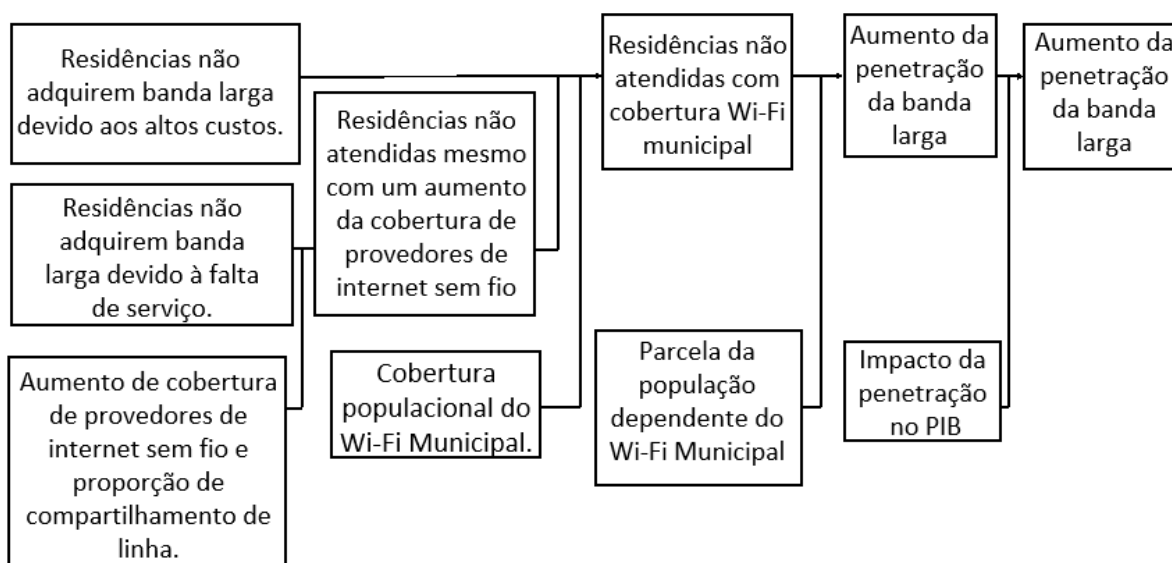 Residências não
adquirem banda larga
devido aos altos custos.
Residências não
adquirem banda
larga devido à falta
de serviço.
Aumento de cobertura
de provedores de
internet sem fio e
proporção de
compartilhamento de
linha.
Residências não
atendidas mesmo
com um aumento
da cobertura de
provedores de
internet sem fio
Cobertura
populacional do
Wi-Fi Municipal.
Residências não
atendidas com
cobertura Wi-Fi
municipal
Parcela da
população
dependente do
Wi-Fi Municipal
Aumento da
penetração
da banda
larga
Impacto da
penetração
no PIB
Aumento da
penetração
da banda
larga